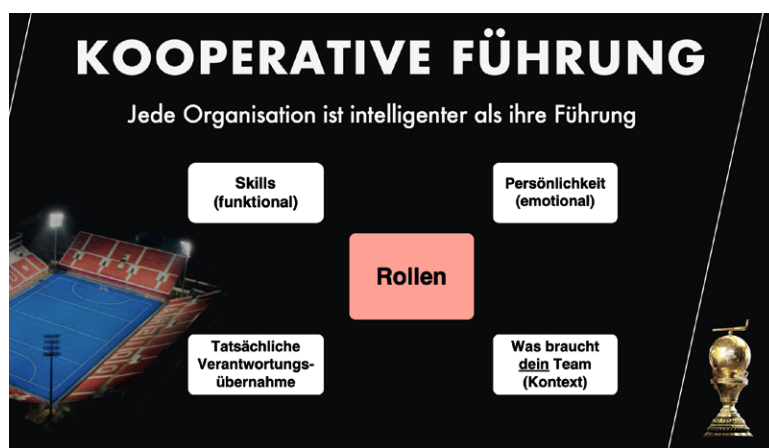 KOOPERATIVE FÜHRUNG
Jede Organisation ist intelligenter als ihre Führung
Skills
(funktional)
Persönlichkeit
(emotional)
Rollen
Tatsächliche
Verantwortungs-
übernahme
Was braucht
dein Team
(Kontext)